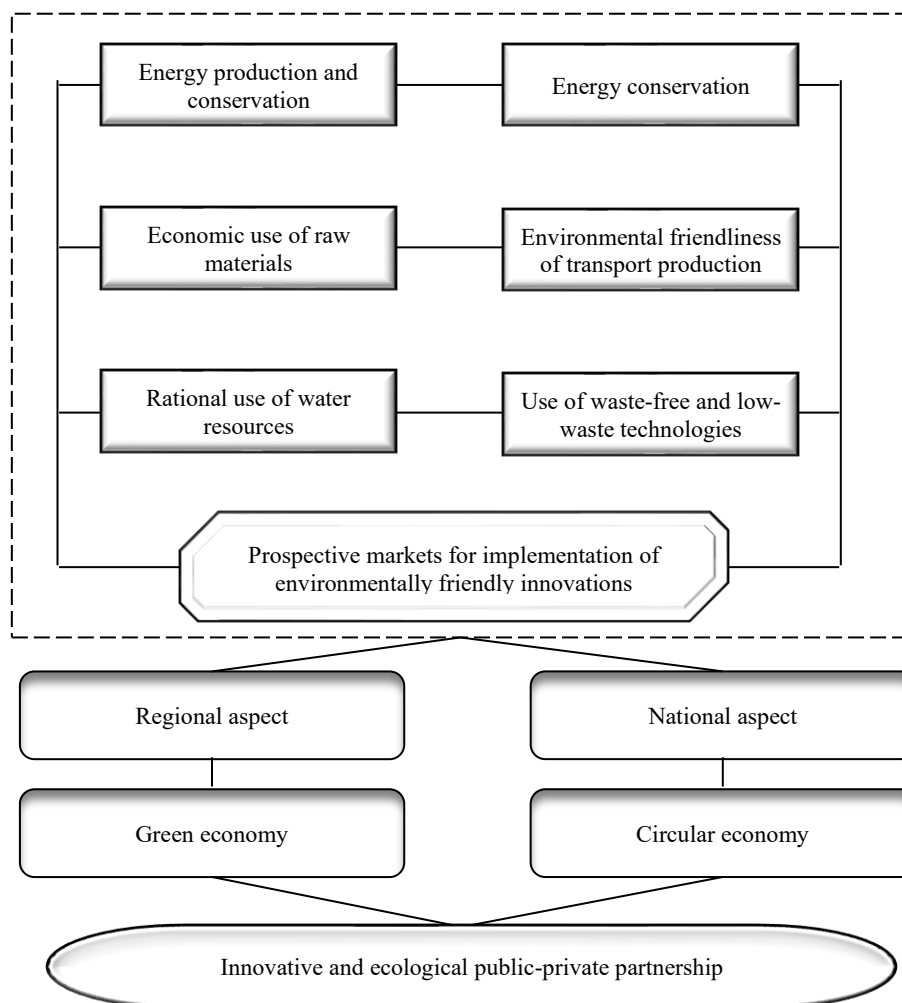 Energy production and
conservation
Energy conservation
Economic use of raw
materials
Environmental friendliness
of transport production
Rational use of water
resources
Use of waste-free and low-
waste technologies
Prospective markets for implementation of
environmentally friendly innovations
Regional aspect
National aspect
Green economy
Circular economy
Innovative and ecological public-private partnership